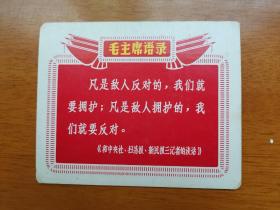 毛主席语录
凡是敌人反对的，我们就
要拥护；凡是敌人拥护的，我
们就要反对。
《和中央社、扫荡报、新民报三记者的谈话》